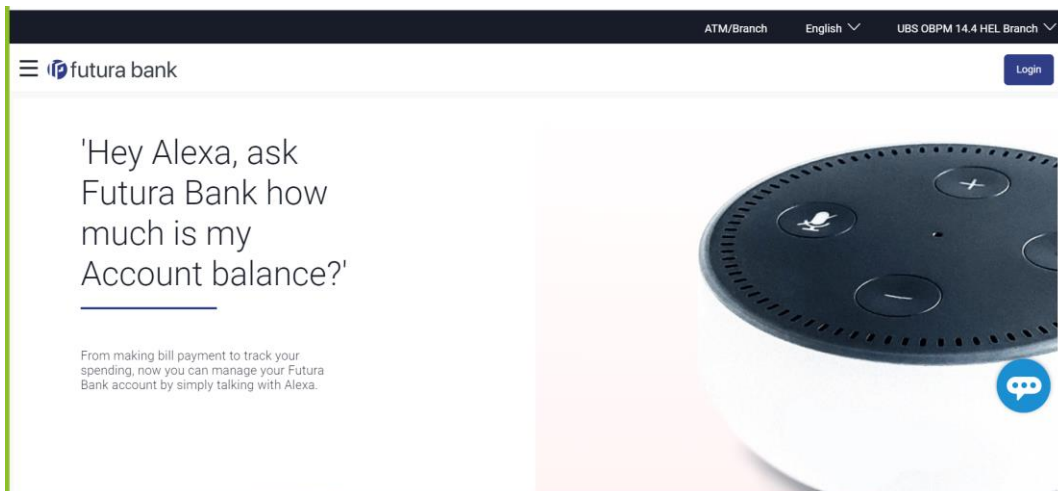 ATM/Branch English UBS OBPM 14.4 HEL Branch
futura bank
Login
'Hey Alexa, ask
Futura Bank how
much is my
Account balance?'
From making bill payment to track your
spending, now you can manage your Futura
Bank account by simply talking with Alexa.